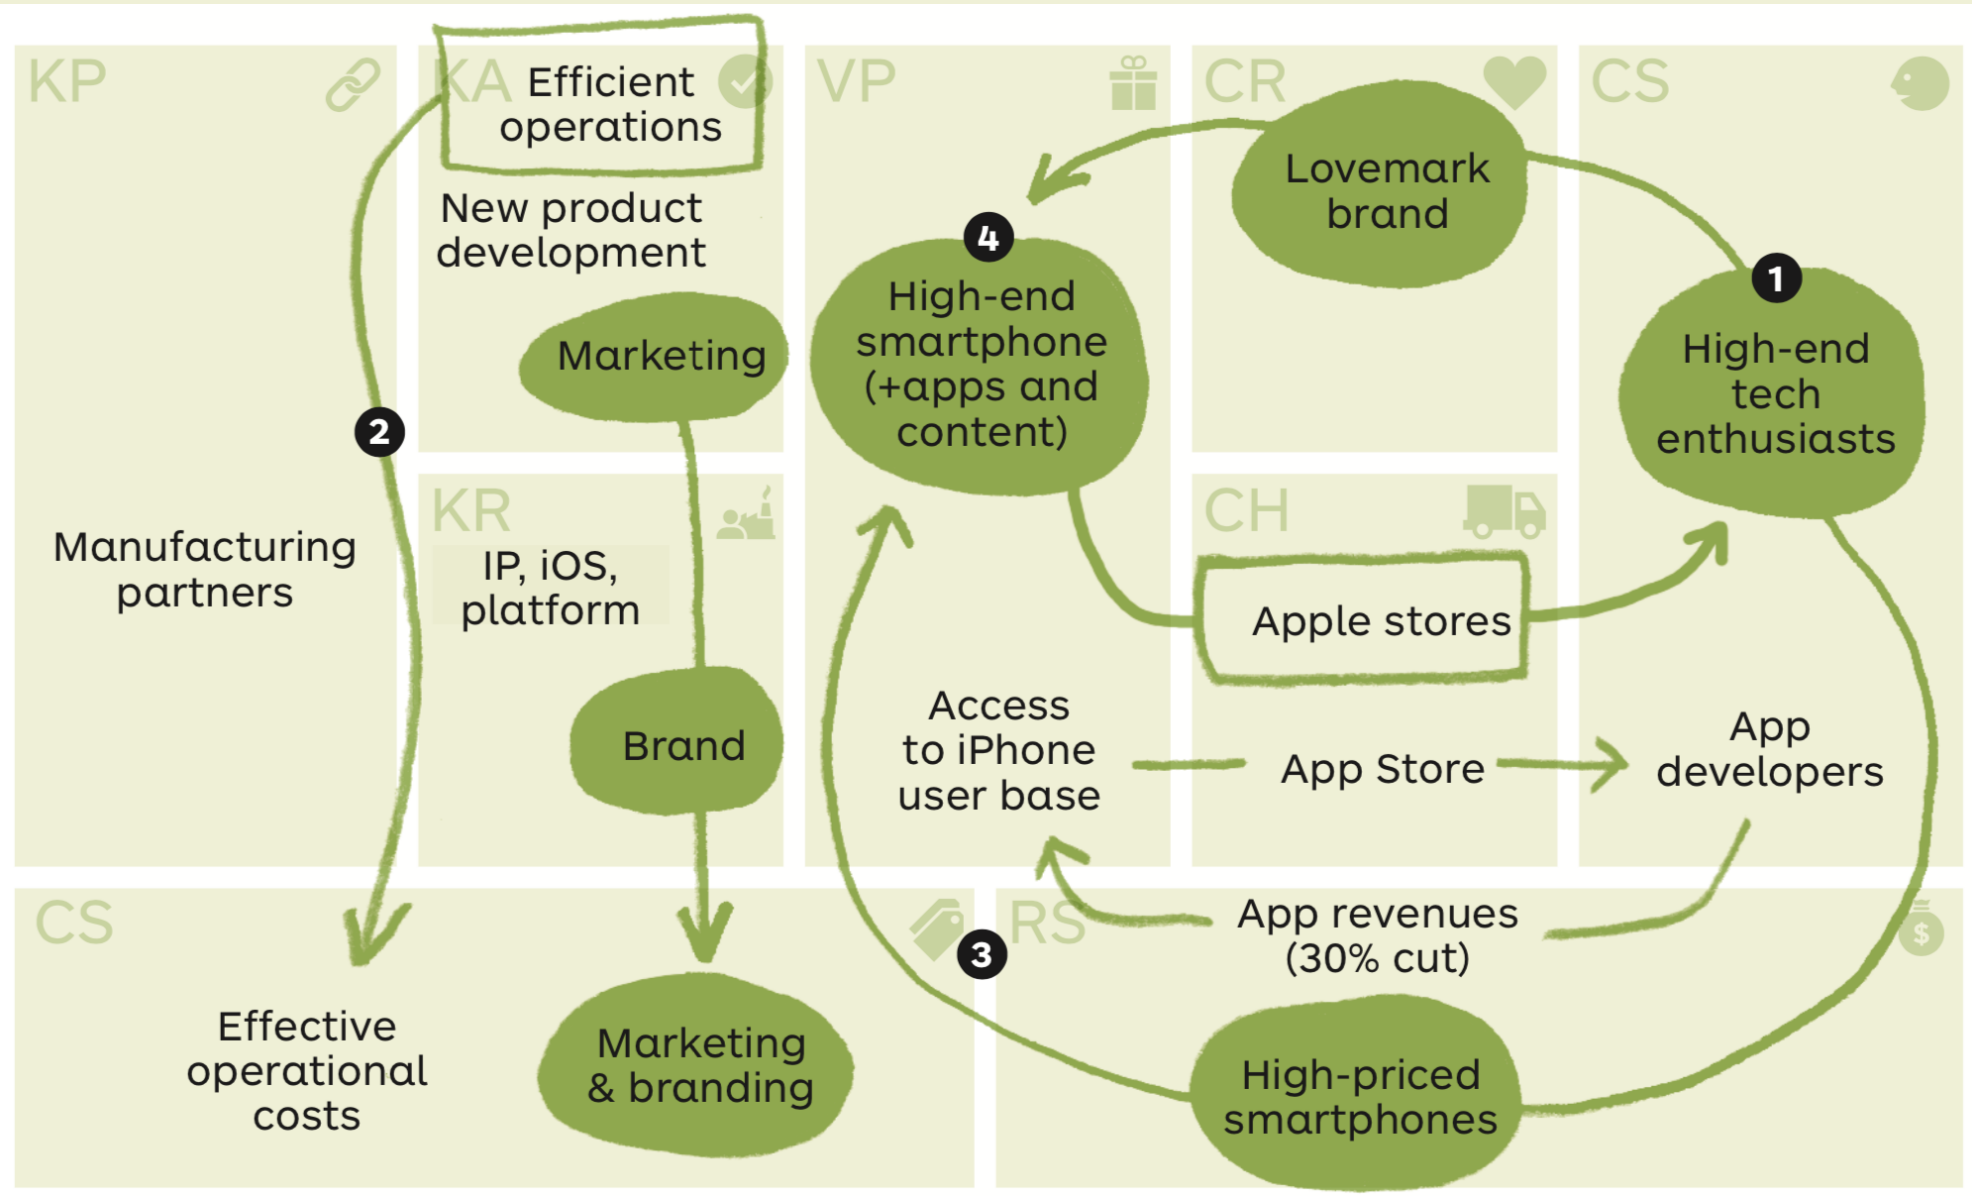 KP
KA
Efficient
operations
New product
development
Marketing
2
Manufacturing
partners
KR
IP, iOS,
platform
Brand
VP
4
High-end
smartphone
(+apps and
content)
Access
to iPhone
user base
CR
Lovemark
brand
CH
Apple stores
App Store
CS
1
High-end
tech
enthusiasts
App
developers
CS
Effective
operational
costs
Marketing
& branding
3
RS
$
App revenues
(30% cut)
High-priced
smartphones